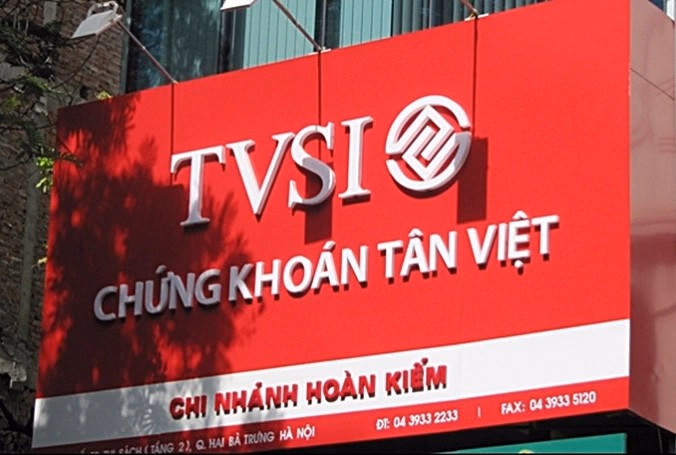 TVSI
CHỨNG KHOÁN TÂN VIỆT
CHI NHÁNH HOÀN KIẾM
SÁCH (TẦNG 2), Q. HAI BÀ TRƯNG HÀ NỘI ĐT: 04 3933 2233 | FAX: 04 3933 5120